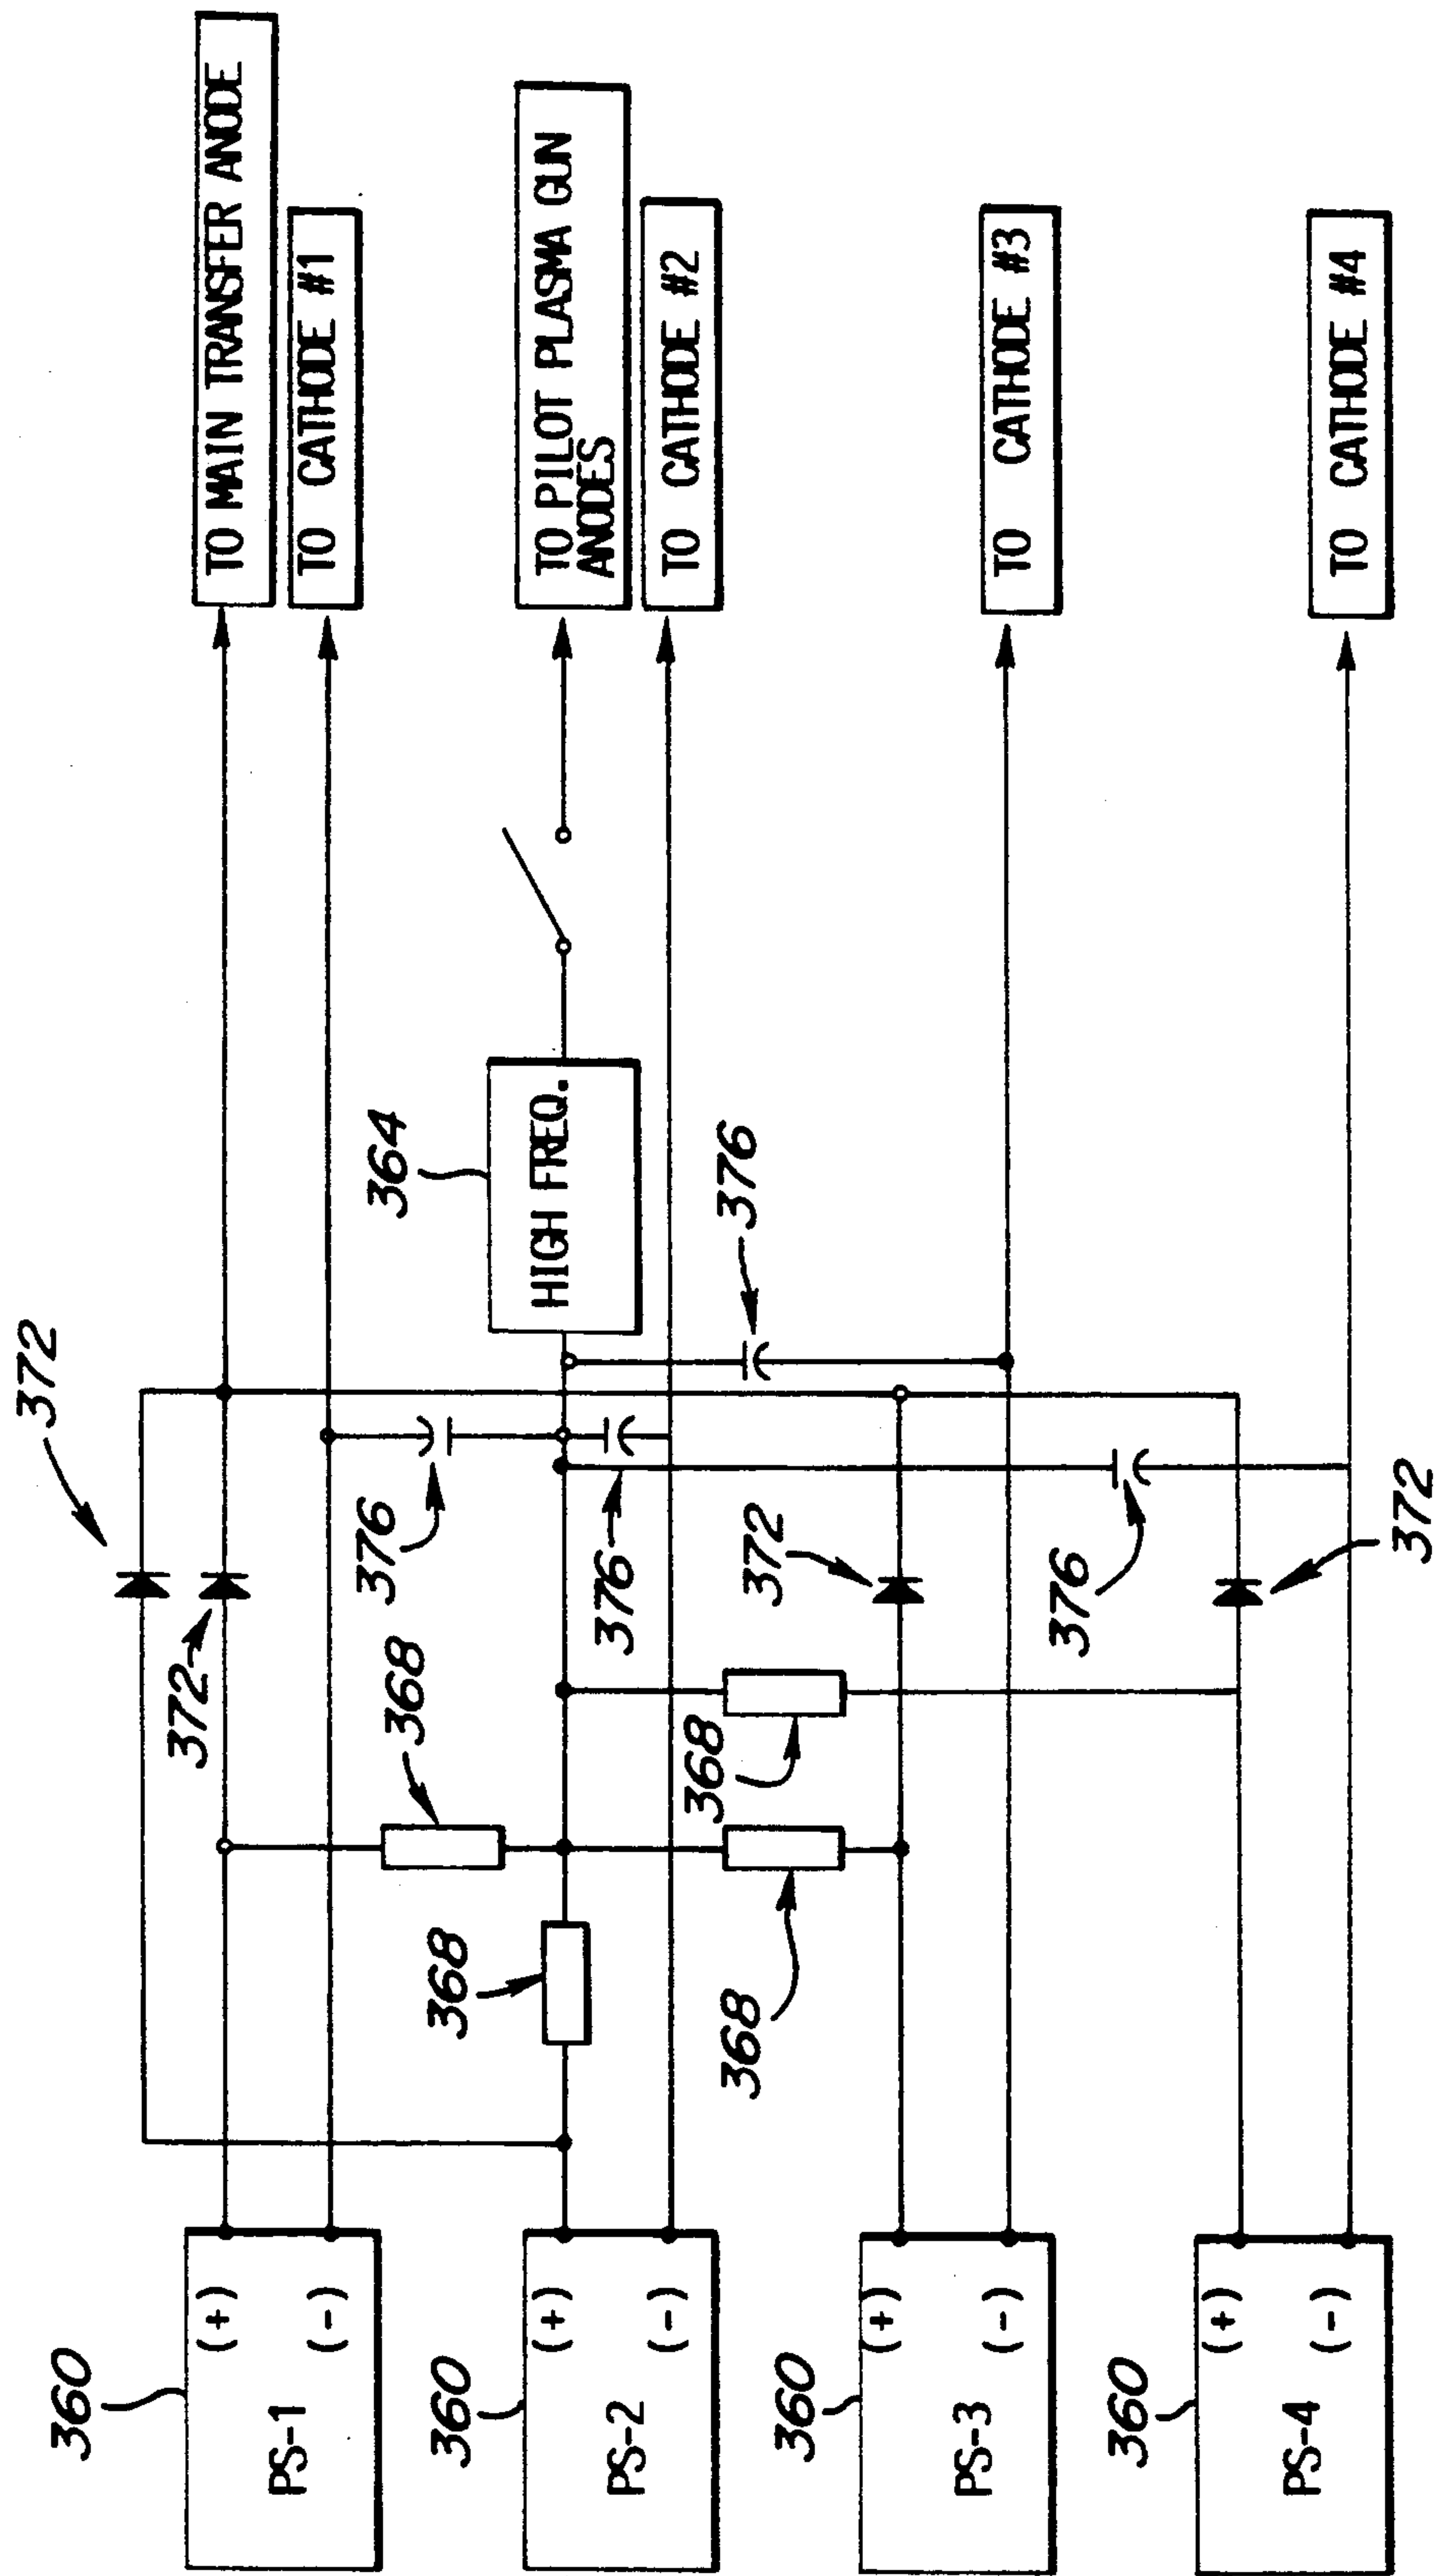 372
TO MAIN TRANSFER ANODE
TO CATHODE #1
372
376
368
364
HIGH FREQ.
TO PILOT PLASMA GUN
ANODES
TO CATHODE #2
376
376
368
368
368
372
TO CATHODE #3
376
372
TO CATHODE #4
360
PS-1
(+)
(-)
360
PS-2
(+)
(-)
360
PS-3
(+)
(-)
360
PS-4
(+)
(-)